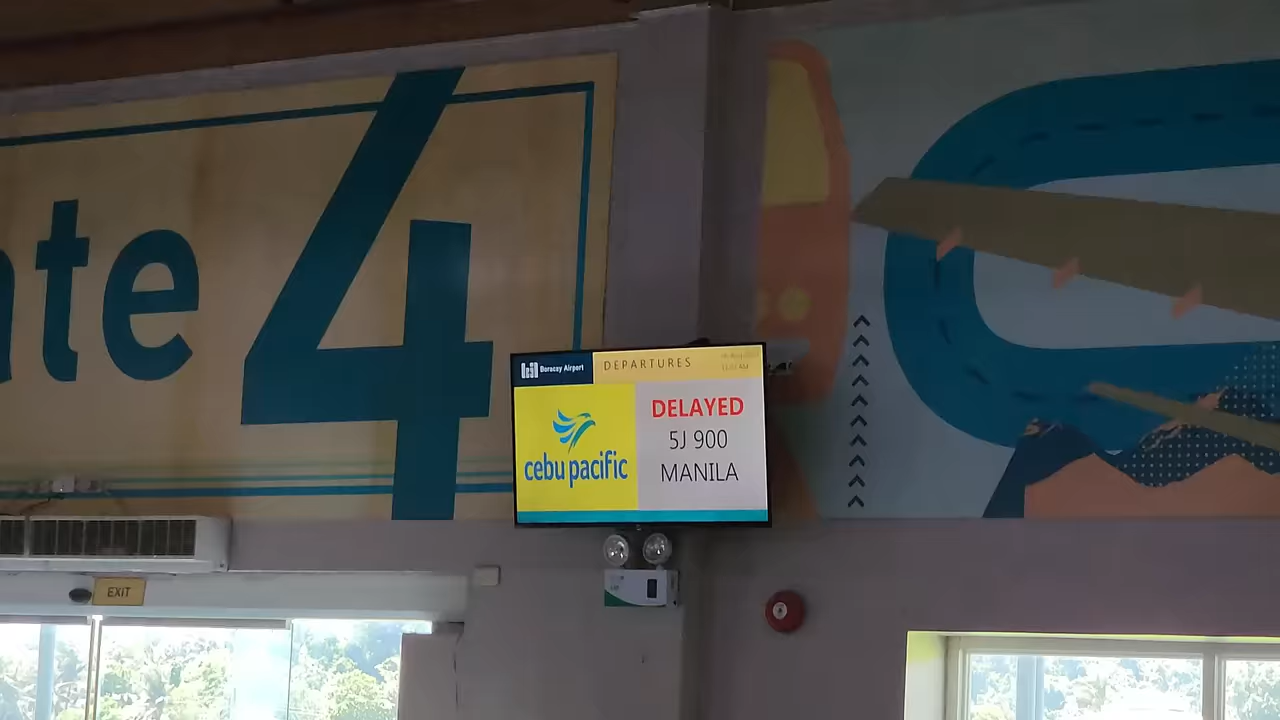 ate 4
Boracay Airport
DEPARTURES
DELAYED
5J 900
MANILA
cebu pacific
EXIT